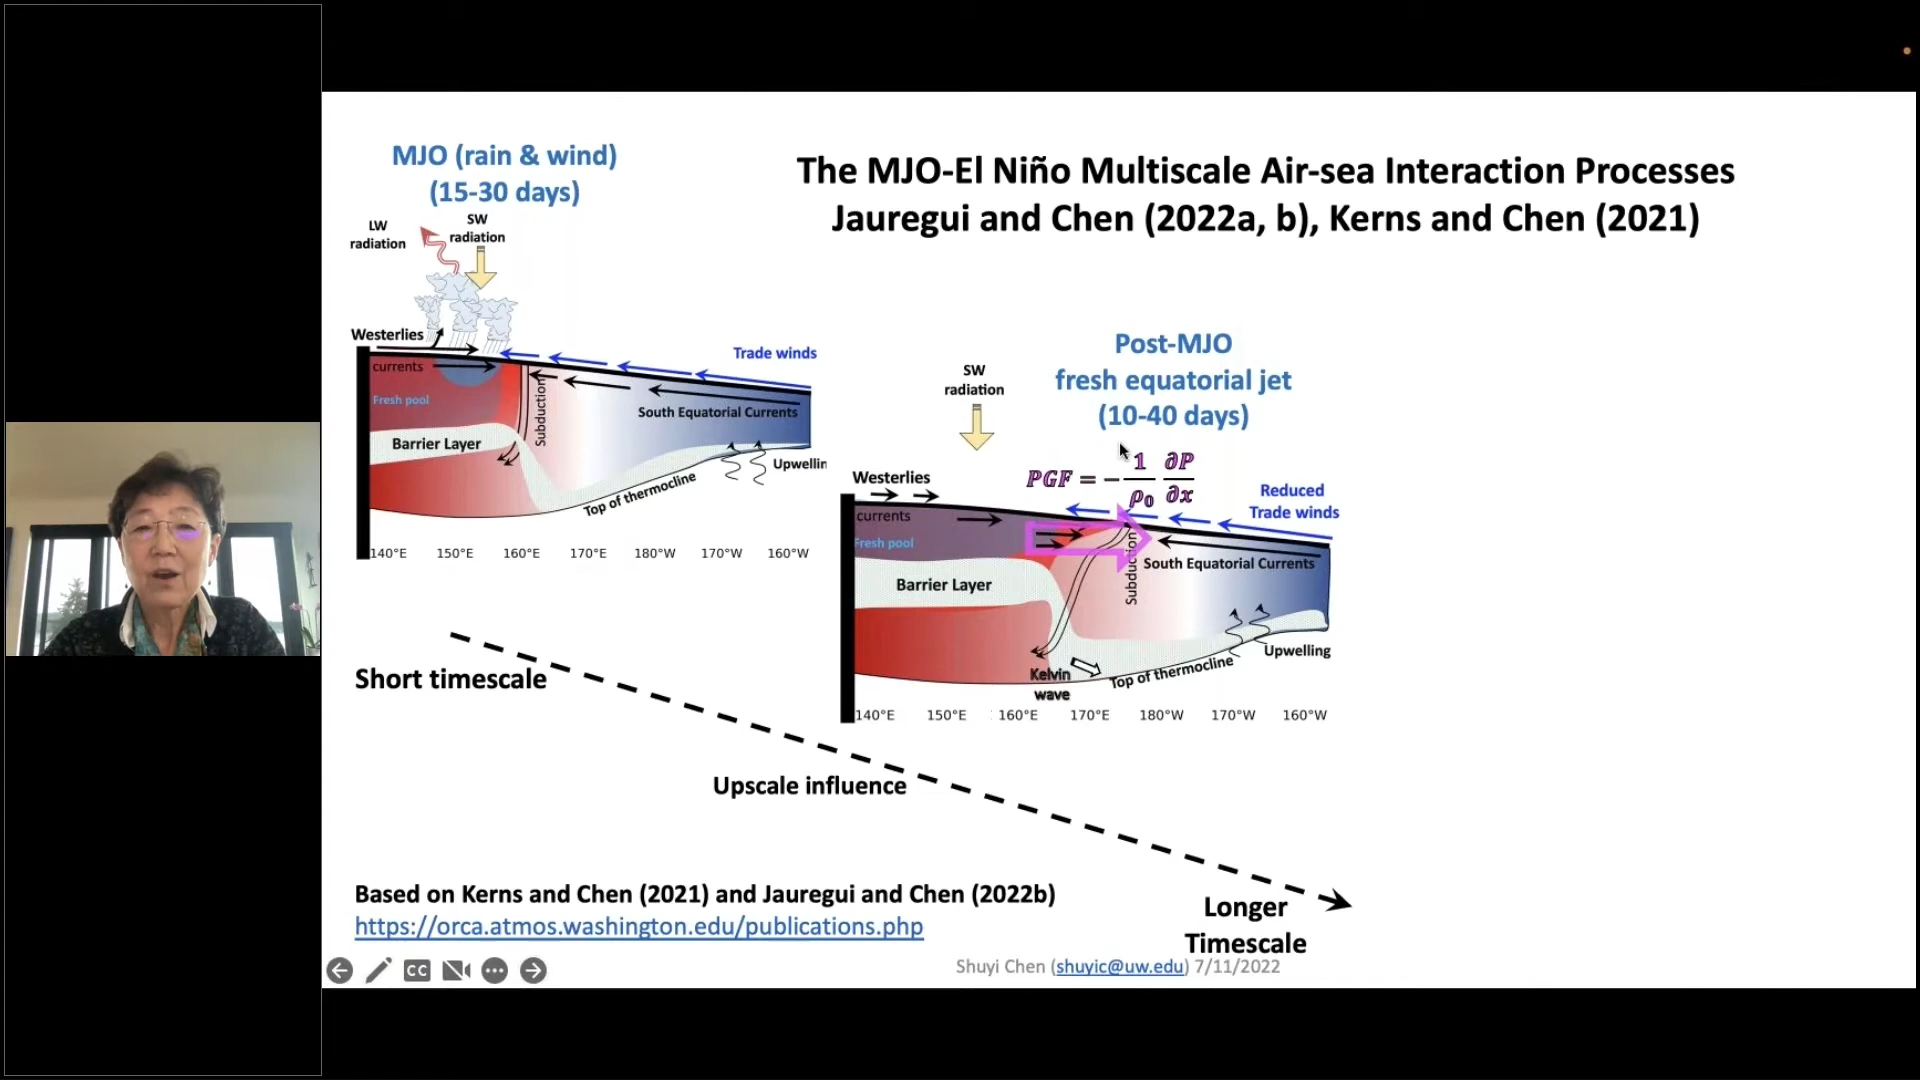 MJO (rain & wind)
(15-30 days)
The MJO-El Niño Multiscale Air-sea Interaction Processes
Jauregui and Chen (2022a, b), Kerns and Chen (2021)
LW
radiation
SW
radiation
Westerlies
Trade winds
currents
Fresh pool
South Equatorial Currents
Subduction
Barrier Layer
Upwellin
Top of thermocline
140°E 150°E 160°E 170°E 180°W 170°W 160°W
Post-MJO
fresh equatorial jet
(10-40 days)
SW
radiation
PGF = − 1/ρ₀ ∂P/∂x
Westerlies
Reduced
Trade winds
currents
Fresh pool
South Equatorial Currents
Subduction
Barrier Layer
Upwelling
Kelvin
wave
Top of thermocline
140°E 150°E 160°E 170°E 180°W 170°W 160°W
Short timescale
Upscale influence
Longer
Timescale
Based on Kerns and Chen (2021) and Jauregui and Chen (2022b)
https://orca.atmos.washington.edu/publications.php
Shuyi Chen (shuyic@uw.edu) 7/11/2022
CC